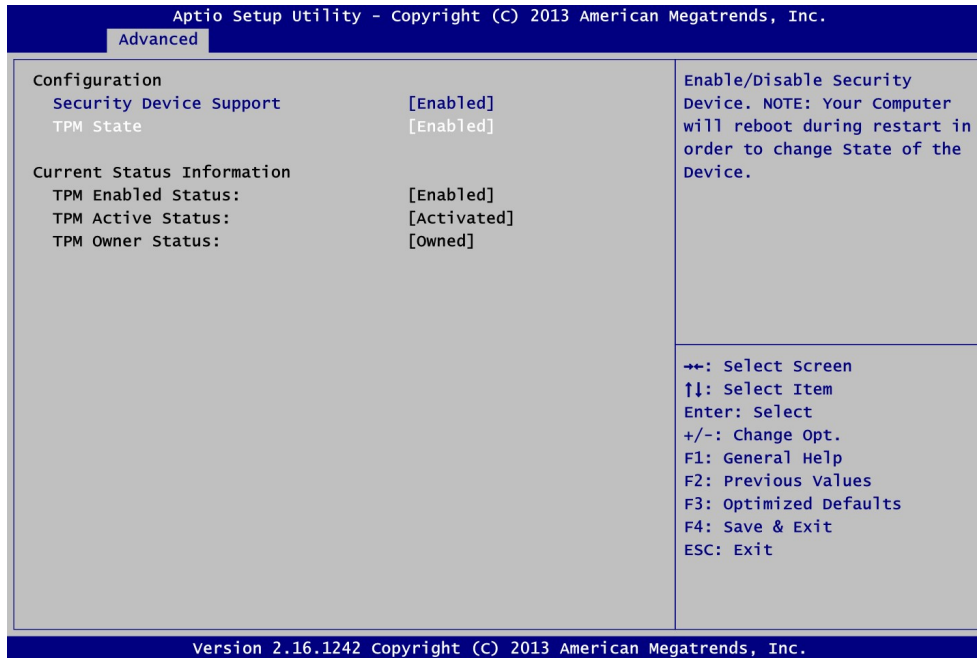 Aptio Setup Utility - Copyright (C) 2013 American Megatrends, Inc.
Advanced
Configuration
Security Device Support [Enabled]
TPM State [Enabled]
Current Status Information
TPM Enabled Status: [Enabled]
TPM Active Status: [Activated]
TPM Owner Status: [Owned]
Enable/Disable Security
Device. NOTE: Your Computer
will reboot during restart in
order to change State of the
Device.
→←: Select Screen
↑↓: Select Item
Enter: Select
+/-: Change Opt.
F1: General Help
F2: Previous Values
F3: Optimized Defaults
F4: Save & Exit
ESC: Exit
Version 2.16.1242 Copyright (C) 2013 American Megatrends, Inc.